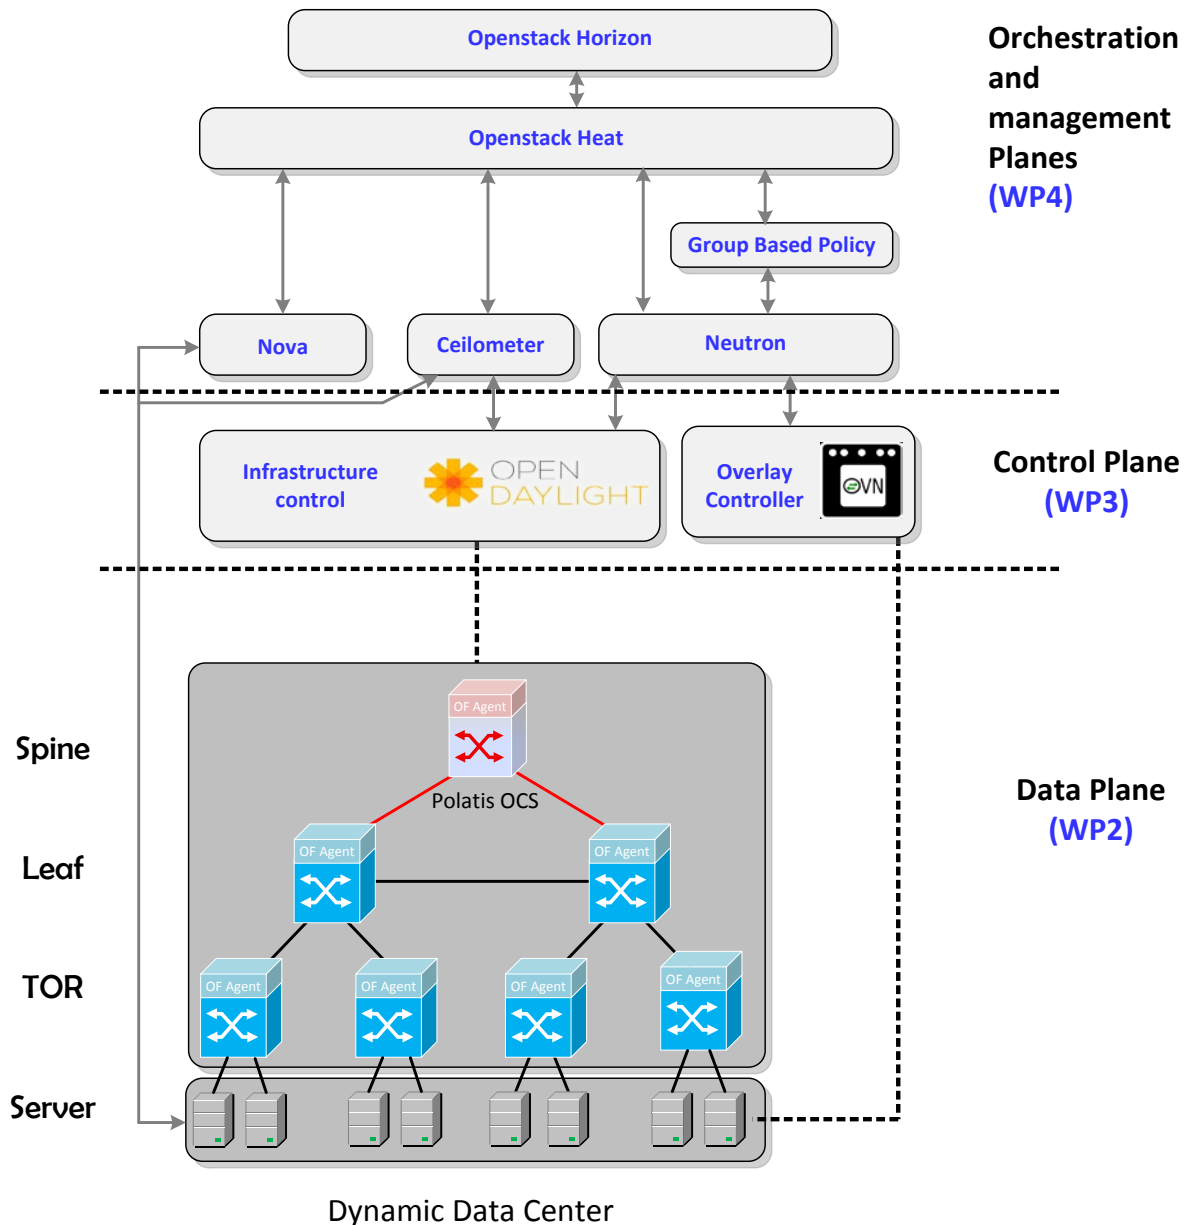 Openstack Horizon
Orchestration
and
management
Planes
(WP4)
Openstack Heat
Group Based Policy
Nova
Ceilometer
Neutron
Infrastructure
control
OPEN
DAYLIGHT
Overlay
Controller
OVN
Control Plane
(WP3)
OF Agent
Spine
Polatis OCS
Data Plane
(WP2)
OF Agent
OF Agent
Leaf
OF Agent
OF Agent
OF Agent
OF Agent
TOR
Server
Dynamic Data Center